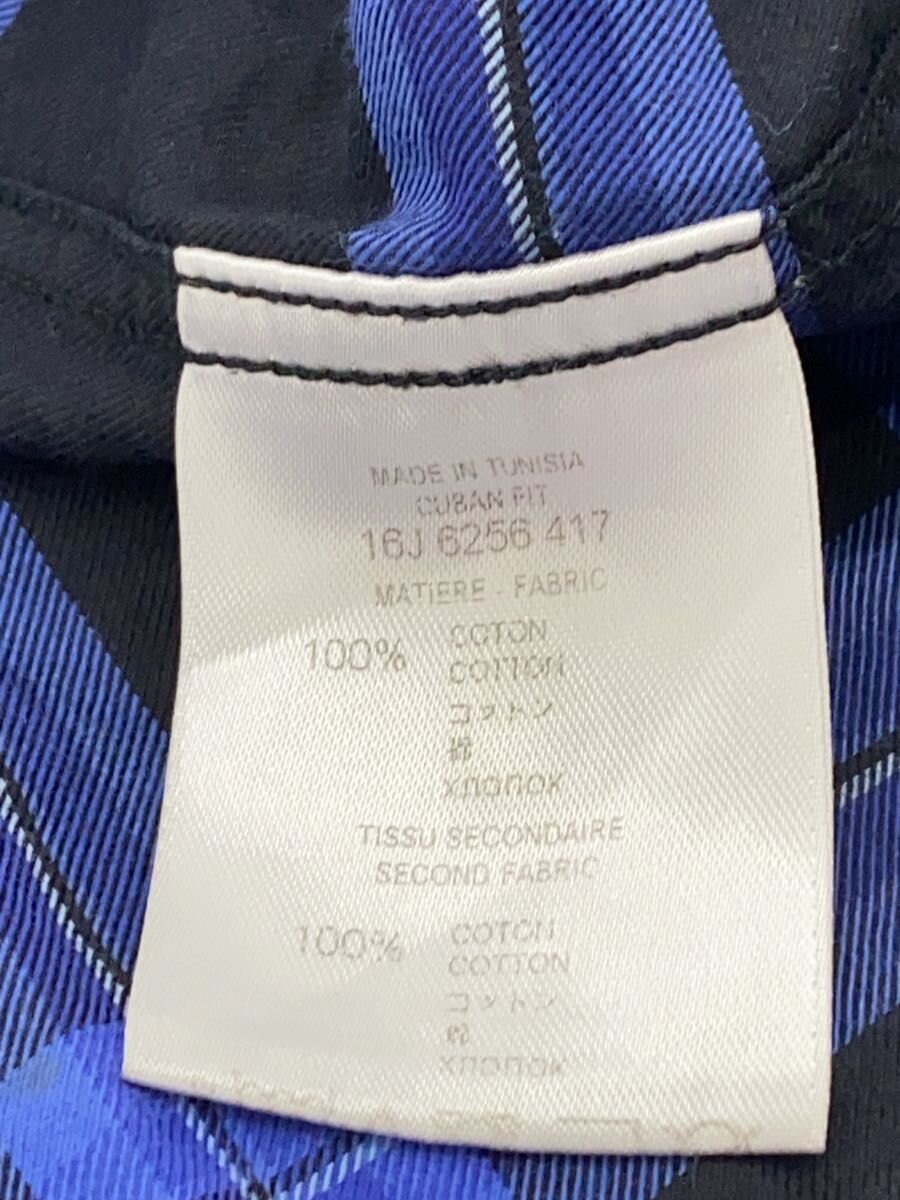 MADE IN TUNISIA
CUBAN FIT
16J 6256 417
MATIERE - FABRIC
100% COTON
COTTON
コットン
綿
хлопок
TISSU SECONDAIRE
SECOND FABRIC
100% COTON
COTTON
コットン
綿
хлопок